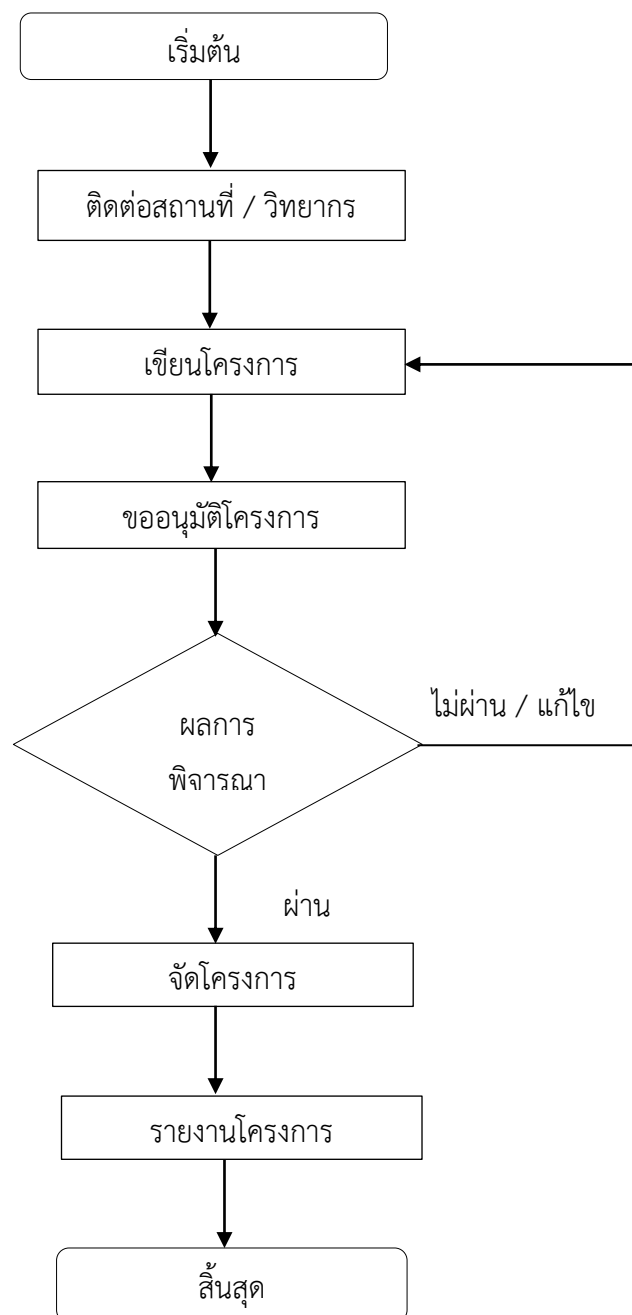 เริ่มต้น
ติดต่อสถานที่ / วิทยากร
เขียนโครงการ
ขออนุมัติโครงการ
ผลการ
พิจารณา
ไม่ผ่าน / แก้ไข
ผ่าน
จัดโครงการ
รายงานโครงการ
สิ้นสุด